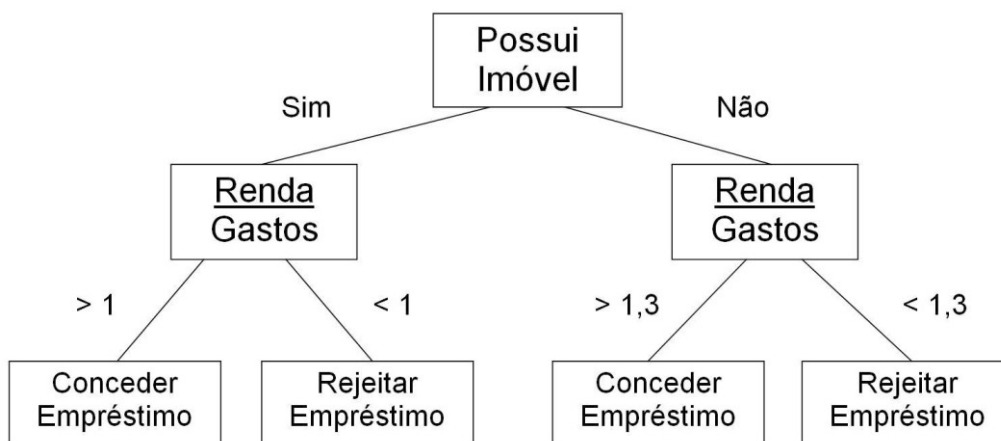 Possui
Imóvel
Sim
Não
Renda
Gastos
Renda
Gastos
> 1
< 1
> 1,3
< 1,3
Conceder
Empréstimo
Rejeitar
Empréstimo
Conceder
Empréstimo
Rejeitar
Empréstimo